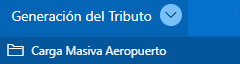 Generación del Tributo
Carga Masiva Aeropuerto